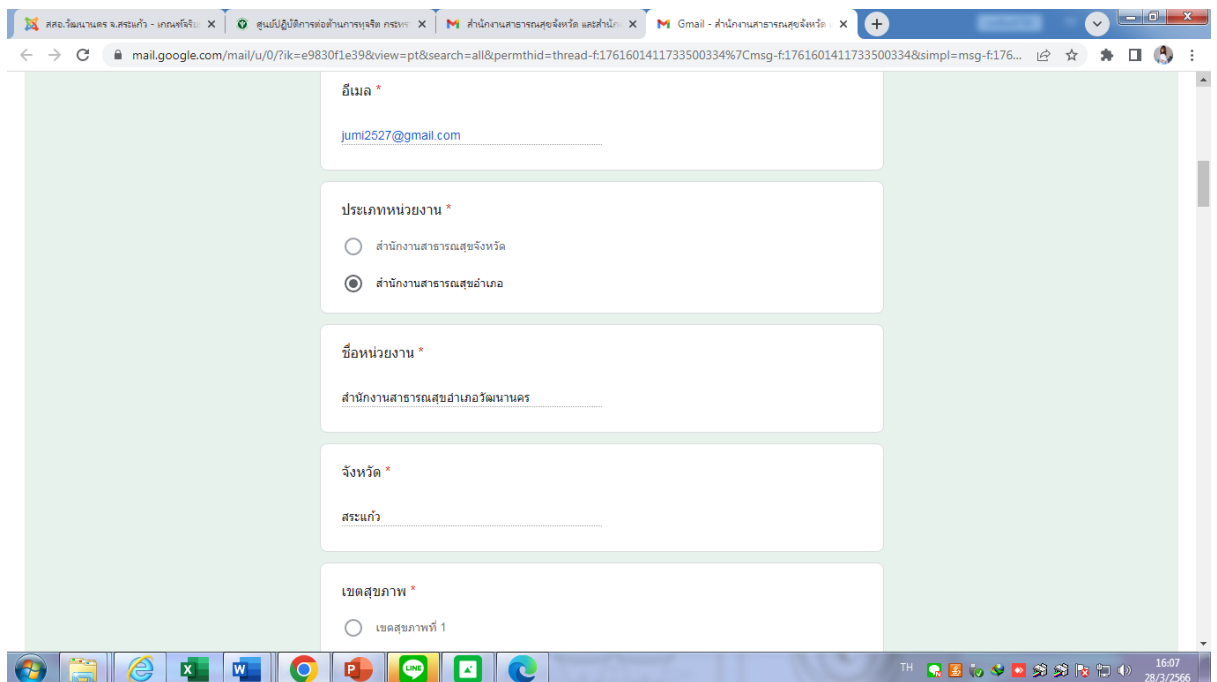 สสอ.วัฒนานคร จ.สระแก้ว - เกณฑ์จริย
ศูนย์ปฏิบัติการต่อต้านการทุจริต กระทร
สำนักงานสาธารณสุขจังหวัด และสำนัก
Gmail - สำนักงานสาธารณสุขจังหวัด
mail.google.com/mail/u/0/?ik=e9830f1e39&view=pt&search=all&permthid=thread-f:1761601411733500334%7Cmsg-f:1761601411733500334&simpl=msg-f:176...
อีเมล *
jumi2527@gmail.com
ประเภทหน่วยงาน *
สำนักงานสาธารณสุขจังหวัด
สำนักงานสาธารณสุขอำเภอ
ชื่อหน่วยงาน *
สำนักงานสาธารณสุขอำเภอวัฒนานคร
จังหวัด *
สระแก้ว
เขตสุขภาพ *
เขตสุขภาพที่ 1
TH
16:07
28/3/2566